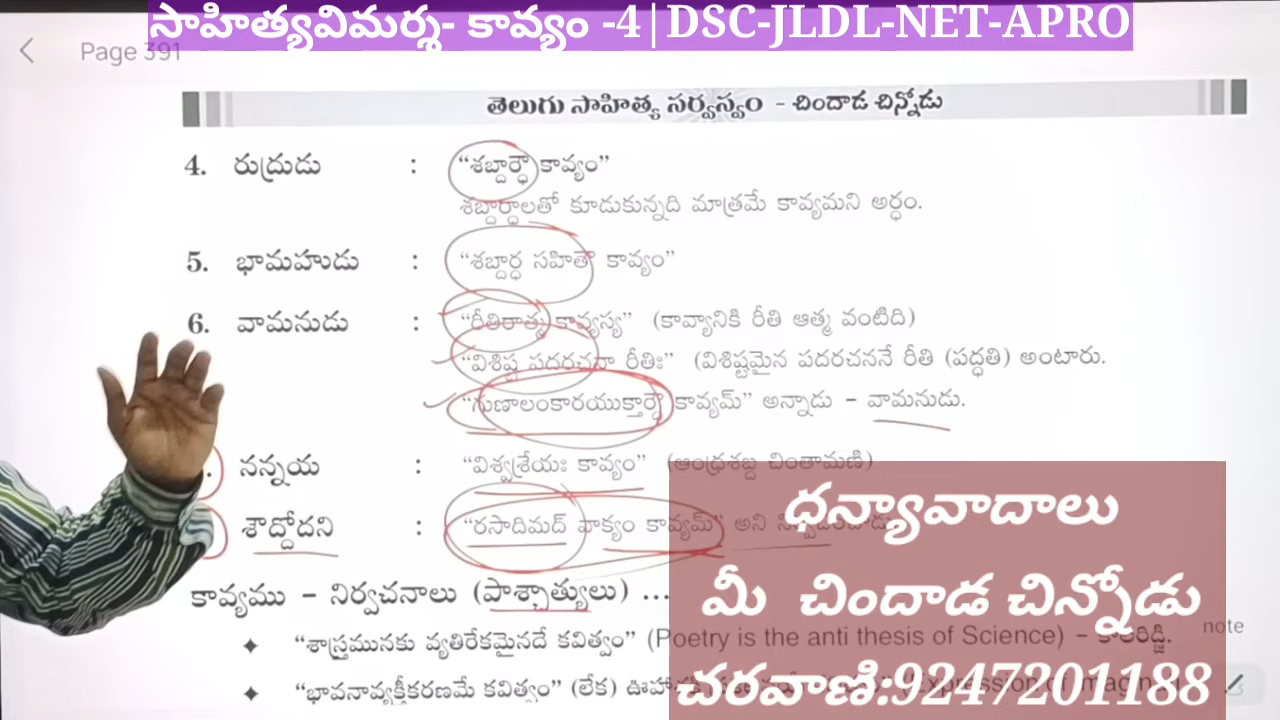 సాహిత్యవిమర్శ- కావ్యం -4|DSC-JLDL-NET-APRO
Page 391
తెలుగు సాహిత్య సర్వస్వం - చిందాడ చిన్నోడు
4. రుద్రుడు : “శబ్దార్థౌ కావ్యం”
శబ్దార్థాలతో కూడుకున్నది మాత్రమే కావ్యమని అర్థం.
5. భామహుడు : “శబ్దార్థ సహితౌ కావ్యం”
6. వామనుడు : “రీతిరాత్మ కావ్యస్య” (కావ్యానికి రీతి ఆత్మ వంటిది)
“విశిష్ట పదరచనా రీతిః” (విశిష్టమైన పదరచననే రీతి (పద్ధతి) అంటారు.
“గుణాలంకారయుక్తార్థౌ కావ్యమ్” అన్నాడు - వామనుడు.
నన్నయ : “విశ్వశ్రేయః కావ్యం” (ఆంధ్రశబ్ద చింతామణి)
శౌద్ధోదని : “రసాదిమద్ వాక్యం కావ్యమ్” అని
కావ్యము - నిర్వచనాలు (పాశ్చాత్యులు) ...
“శాస్త్రమునకు వ్యతిరేకమైనదే కవిత్వం” (Poetry is the anti thesis of Science) - కాలరిడ్జి.
“భావనావ్యక్తీకరణమే కవిత్వం” (లేక)
note
ధన్యావాదాలు
మీ చిందాడ చిన్నోడు
చరవాణి:9247201188